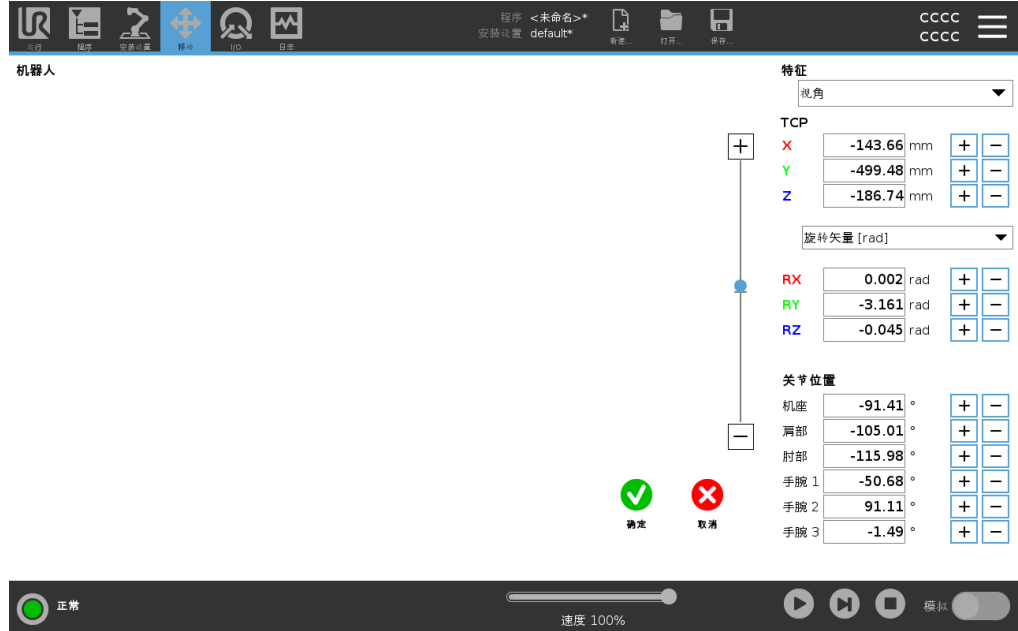 UR
运行
程序
安装设置
移动
I/O
日志
程序 <未命名>*
安装设置 default*
新建...
打开...
保存...
CCCC
CCCC
机器人
特征
视角
TCP
X -143.66 mm + −
Y -499.48 mm + −
Z -186.74 mm + −
旋转矢量 [rad]
RX 0.002 rad + −
RY -3.161 rad + −
RZ -0.045 rad + −
关节位置
机座 -91.41 ° + −
肩部 -105.01 ° + −
肘部 -115.98 ° + −
手腕 1 -50.68 ° + −
手腕 2 91.11 ° + −
手腕 3 -1.49 ° + −
确定
取消
正常
速度 100%
模拟